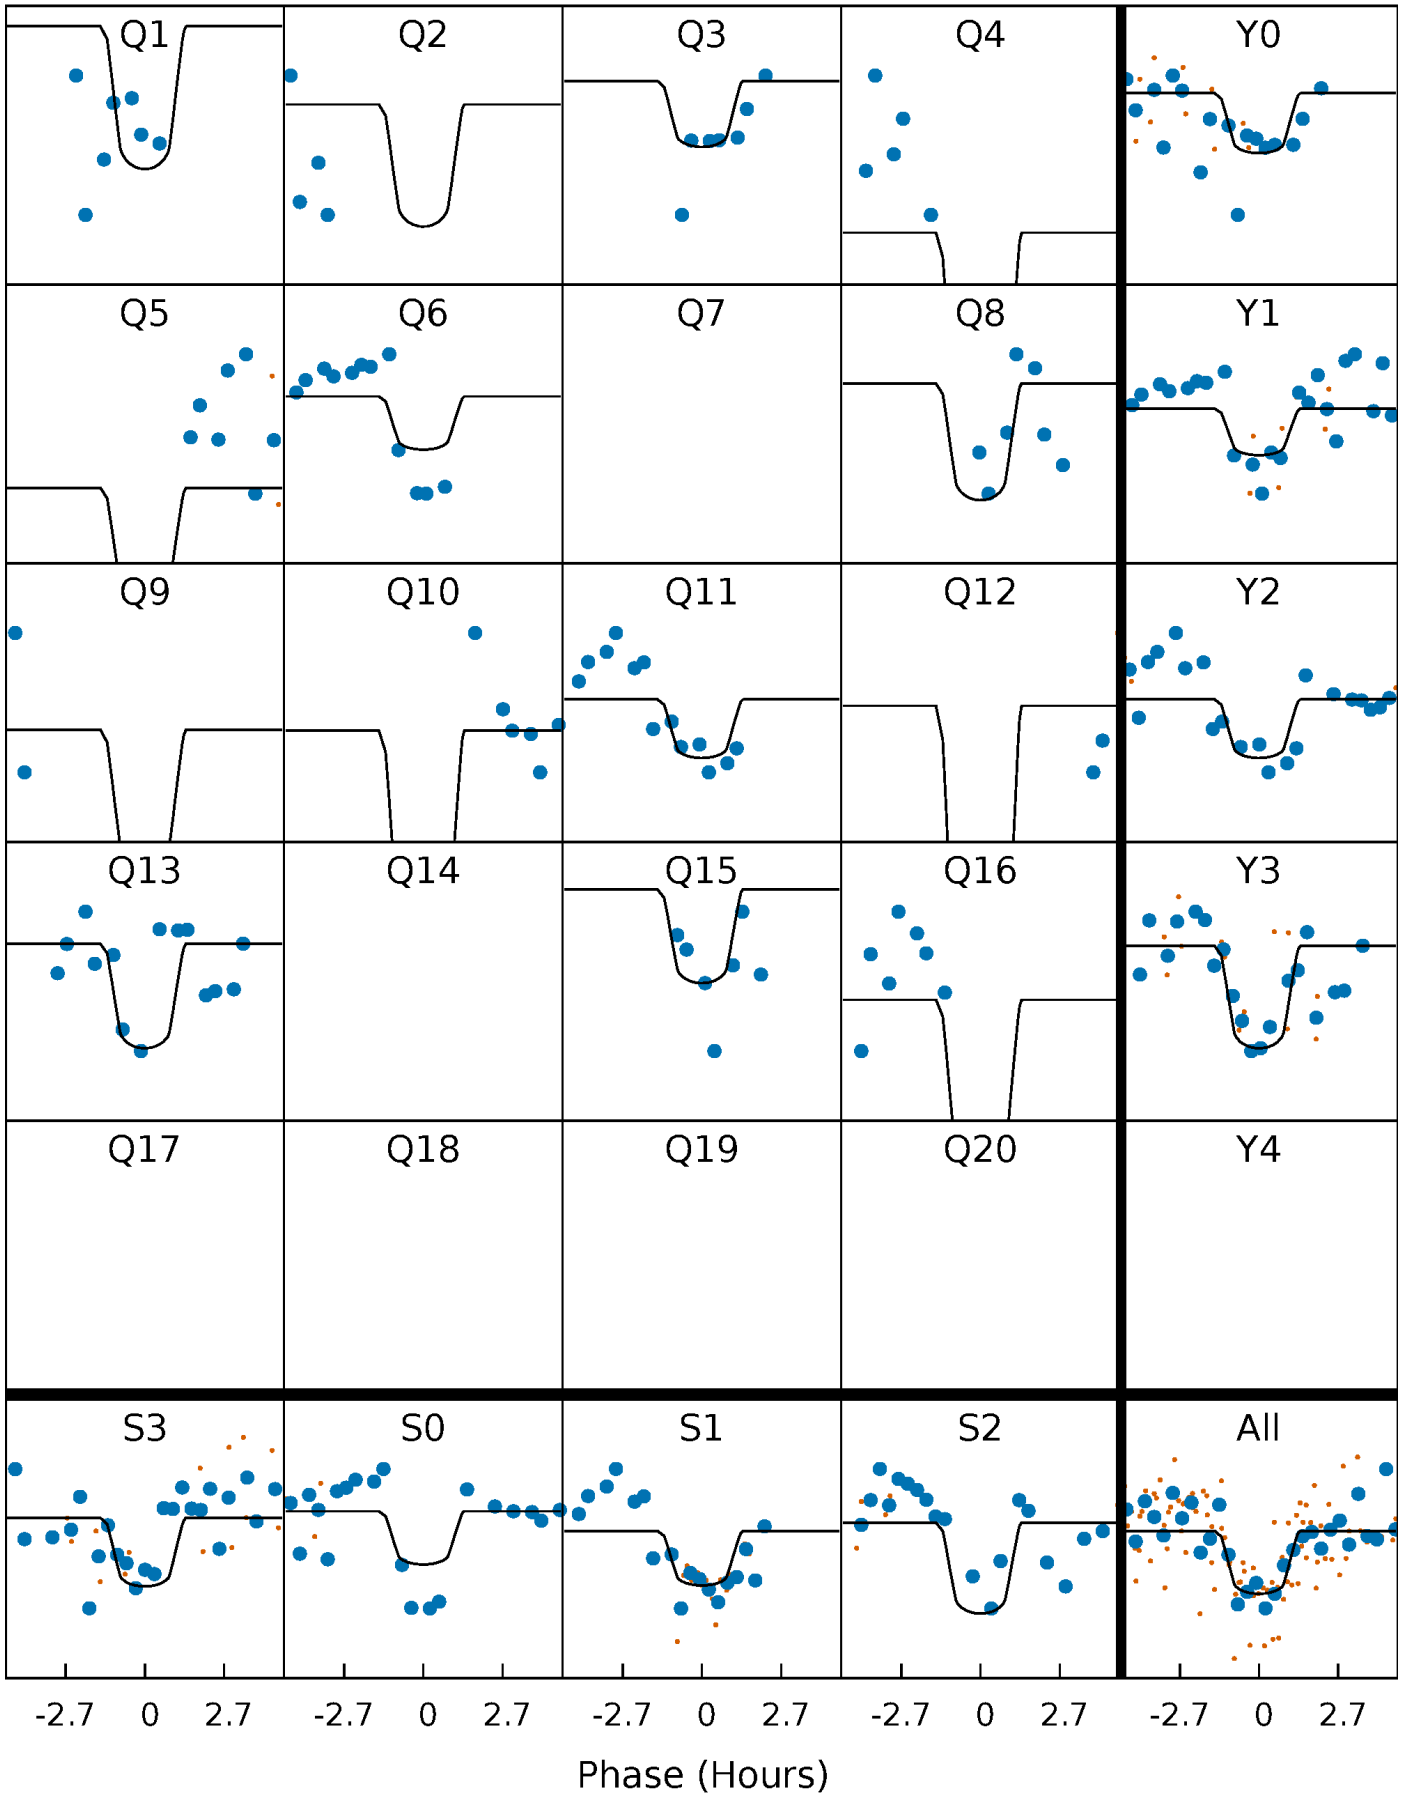 Q1 Q2 Q3 Q4 Y0
Q5 Q6 Q7 Q8 Y1
Q9 Q10 Q11 Q12 Y2
Q13 Q14 Q15 Q16 Y3
Q17 Q18 Q19 Q20 Y4
S3 S0 S1 S2 All
-2.7 0 2.7 -2.7 0 2.7 -2.7 0 2.7 -2.7 0 2.7 -2.7 0 2.7
Phase (Hours)